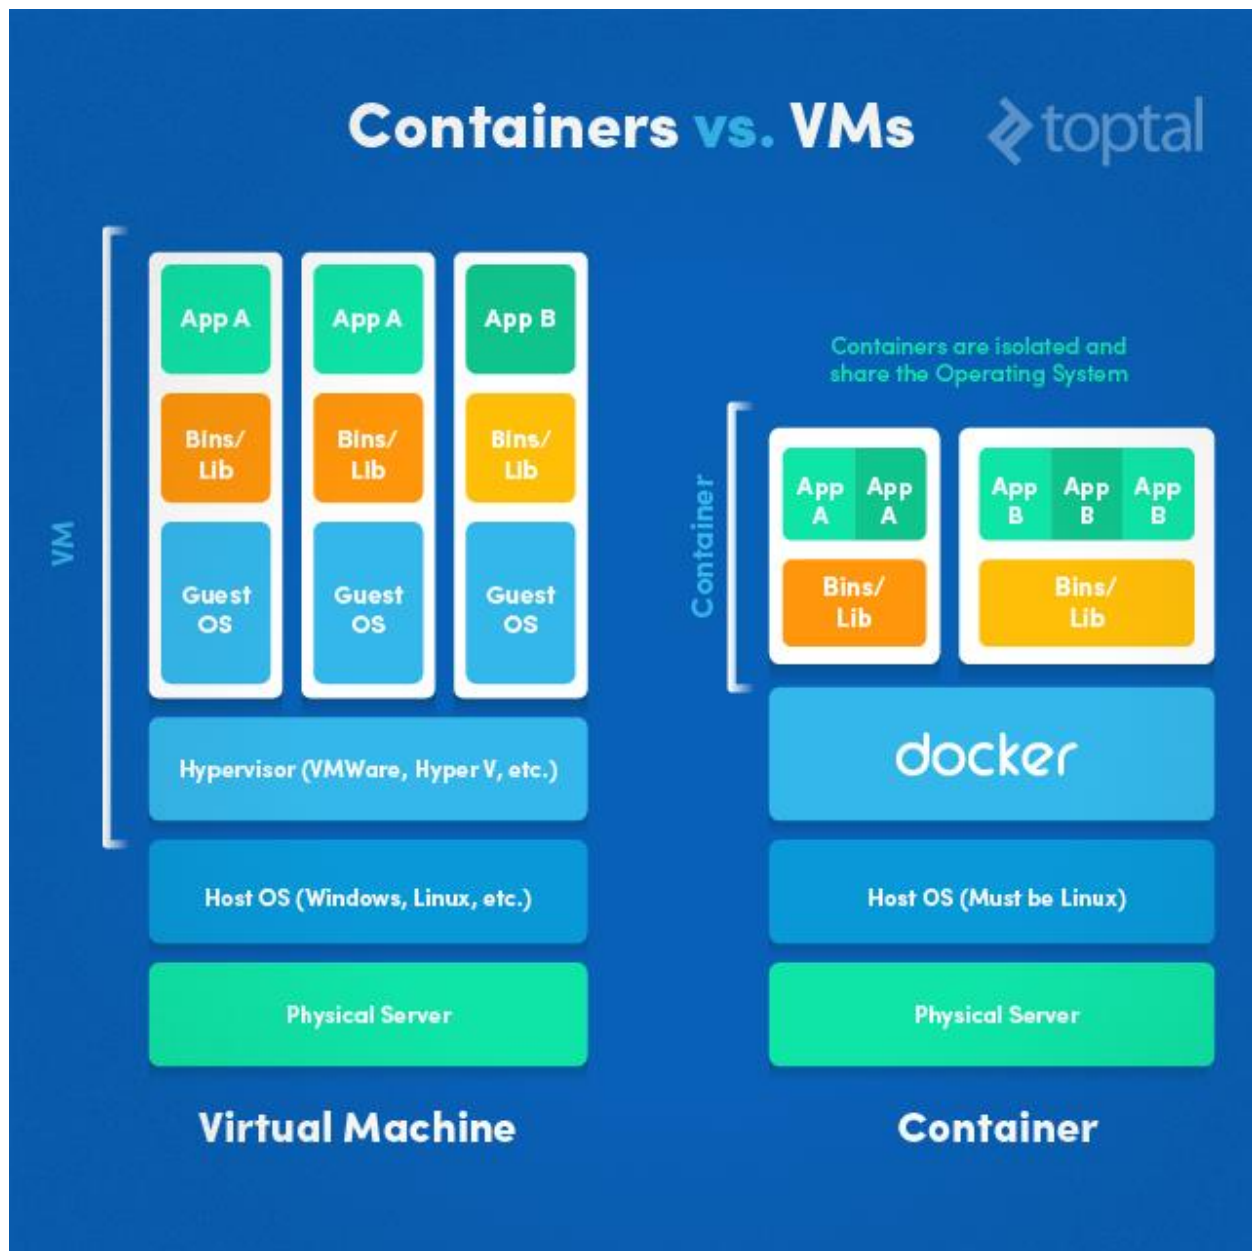 Containers vs. VMs
toptal
VM
App A
App A
App B
Bins/
Lib
Bins/
Lib
Bins/
Lib
Guest
OS
Guest
OS
Guest
OS
Hypervisor (VMWare, Hyper V, etc.)
Host OS (Windows, Linux, etc.)
Physical Server
Virtual Machine
Containers are isolated and
share the Operating System
Container
App
A
App
A
App
B
App
B
App
B
Bins/
Lib
Bins/
Lib
docker
Host OS (Must be Linux)
Physical Server
Container